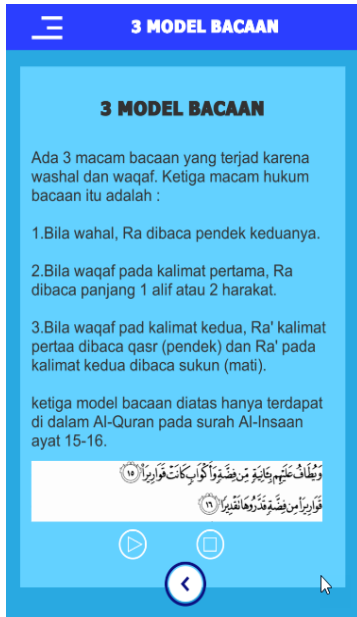 3 MODEL BACAAN
3 MODEL BACAAN
Ada 3 macam bacaan yang terjad karena
washal dan waqaf. Ketiga macam hukum
bacaan itu adalah :
1.Bila wahal, Ra dibaca pendek keduanya.
2.Bila waqaf pada kalimat pertama, Ra
dibaca panjang 1 alif atau 2 harakat.
3.Bila waqaf pad kalimat kedua, Ra' kalimat
pertaa dibaca qasr (pendek) dan Ra' pada
kalimat kedua dibaca sukun (mati).
ketiga model bacaan diatas hanya terdapat
di dalam Al-Quran pada surah Al-Insaan
ayat 15-16.
وَيُطَافُ عَلَيْهِم بِـَٔانِيَةٍ مِّن فِضَّةٍ وَأَكْوَابٍ كَانَتْ قَوَارِيرَا۠ ١٥
قَوَارِيرَا۟ مِن فِضَّةٍ قَدَّرُوهَا تَقْدِيرًا ١٦